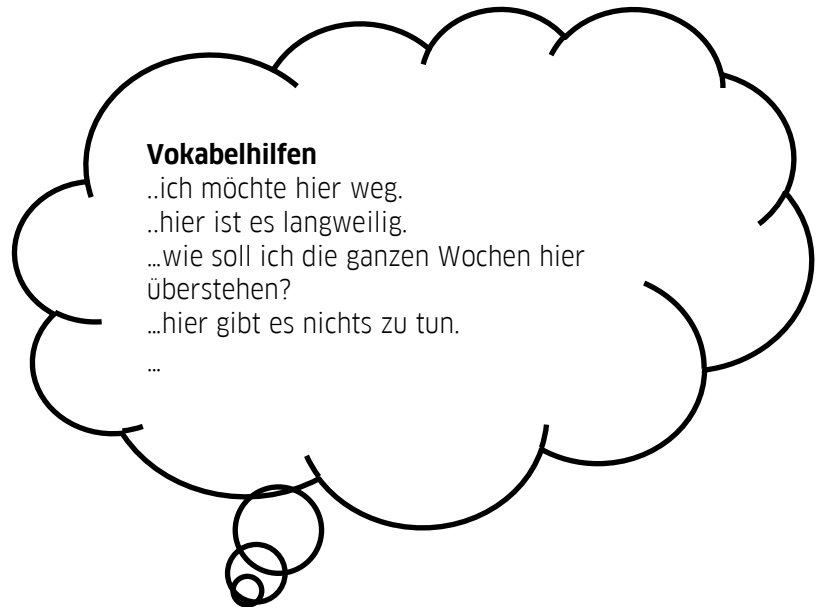 Vokabelhilfen
..ich möchte hier weg.
..hier ist es langweilig.
…wie soll ich die ganzen Wochen hier
überstehen?
…hier gibt es nichts zu tun.
…